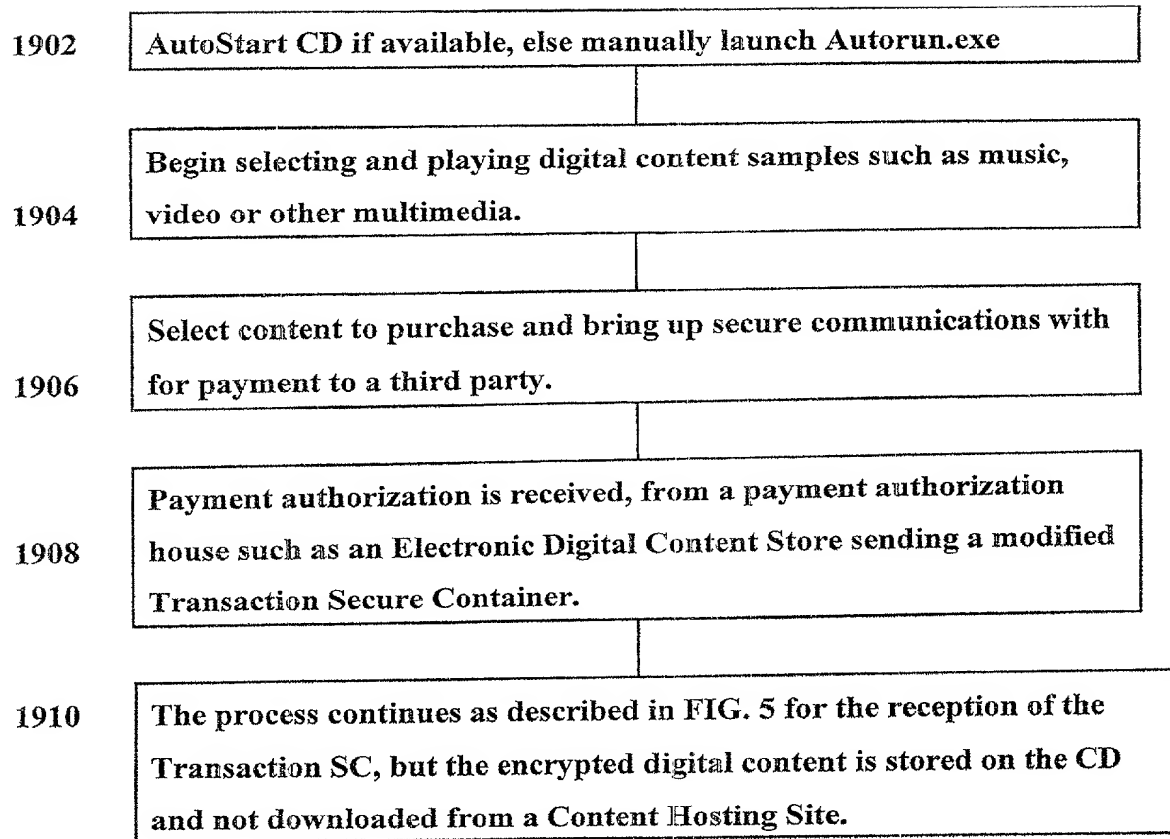 1902
AutoStart CD if available, else manually launch Autorun.exe
Begin selecting and playing digital content samples such as music,
1904
video or other multimedia.
Select content to purchase and bring up secure communications with
1906
for payment to a third party.
Payment authorization is received, from a payment authorization
1908
house such as an Electronic Digital Content Store sending a modified
Transaction Secure Container.
1910
The process continues as described in FIG. 5 for the reception of the
Transaction SC, but the encrypted digital content is stored on the CD
and not downloaded from a Content Hosting Site.